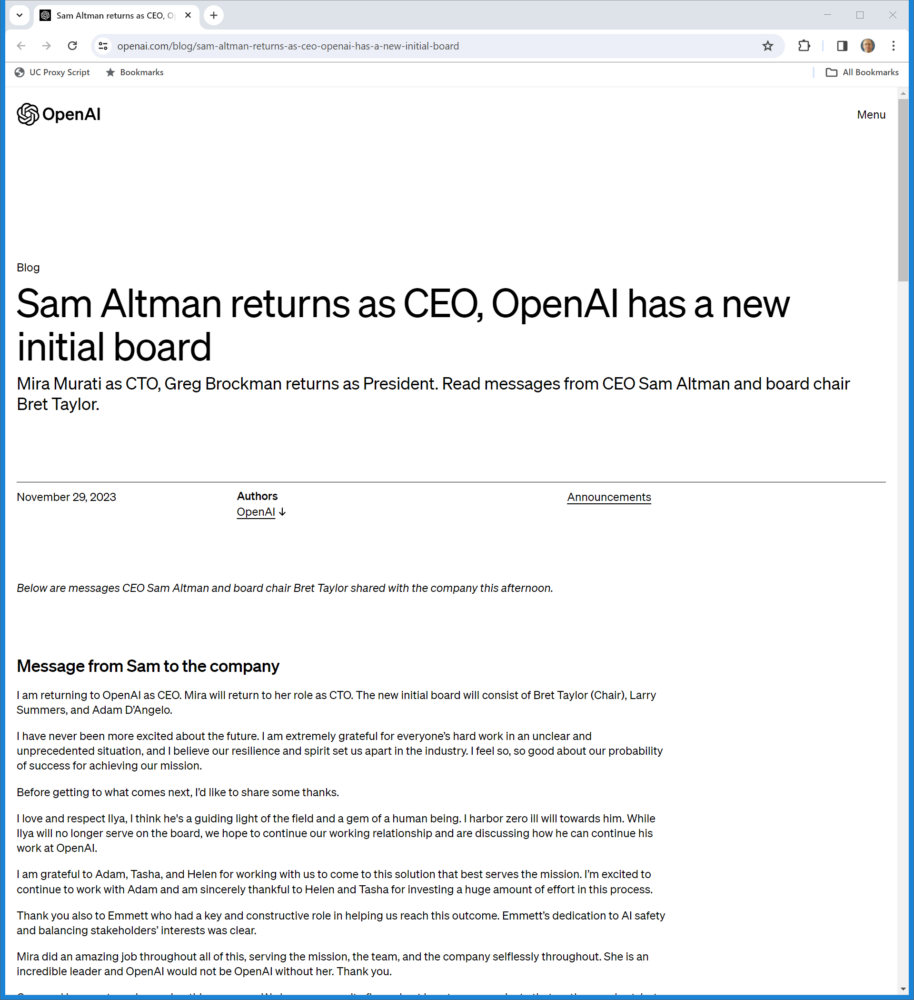 Sam Altman returns as CEO, O
openai.com/blog/sam-altman-returns-as-ceo-openai-has-a-new-initial-board
UC Proxy Script
Bookmarks
All Bookmarks
OpenAI
Menu
Blog
Sam Altman returns as CEO, OpenAI has a new
initial board
Mira Murati as CTO, Greg Brockman returns as President. Read messages from CEO Sam Altman and board chair
Bret Taylor.
November 29, 2023
Authors
OpenAI ↓
Announcements
Below are messages CEO Sam Altman and board chair Bret Taylor shared with the company this afternoon.
Message from Sam to the company
I am returning to OpenAI as CEO. Mira will return to her role as CTO. The new initial board will consist of Bret Taylor (Chair), Larry
Summers, and Adam D’Angelo.
I have never been more excited about the future. I am extremely grateful for everyone’s hard work in an unclear and
unprecedented situation, and I believe our resilience and spirit set us apart in the industry. I feel so, so good about our probability
of success for achieving our mission.
Before getting to what comes next, I’d like to share some thanks.
I love and respect Ilya, I think he's a guiding light of the field and a gem of a human being. I harbor zero ill will towards him. While
Ilya will no longer serve on the board, we hope to continue our working relationship and are discussing how he can continue his
work at OpenAI.
I am grateful to Adam, Tasha, and Helen for working with us to come to this solution that best serves the mission. I’m excited to
continue to work with Adam and am sincerely thankful to Helen and Tasha for investing a huge amount of effort in this process.
Thank you also to Emmett who had a key and constructive role in helping us reach this outcome. Emmett’s dedication to AI safety
and balancing stakeholders’ interests was clear.
Mira did an amazing job throughout all of this, serving the mission, the team, and the company selflessly throughout. She is an
incredible leader and OpenAI would not be OpenAI without her. Thank you.